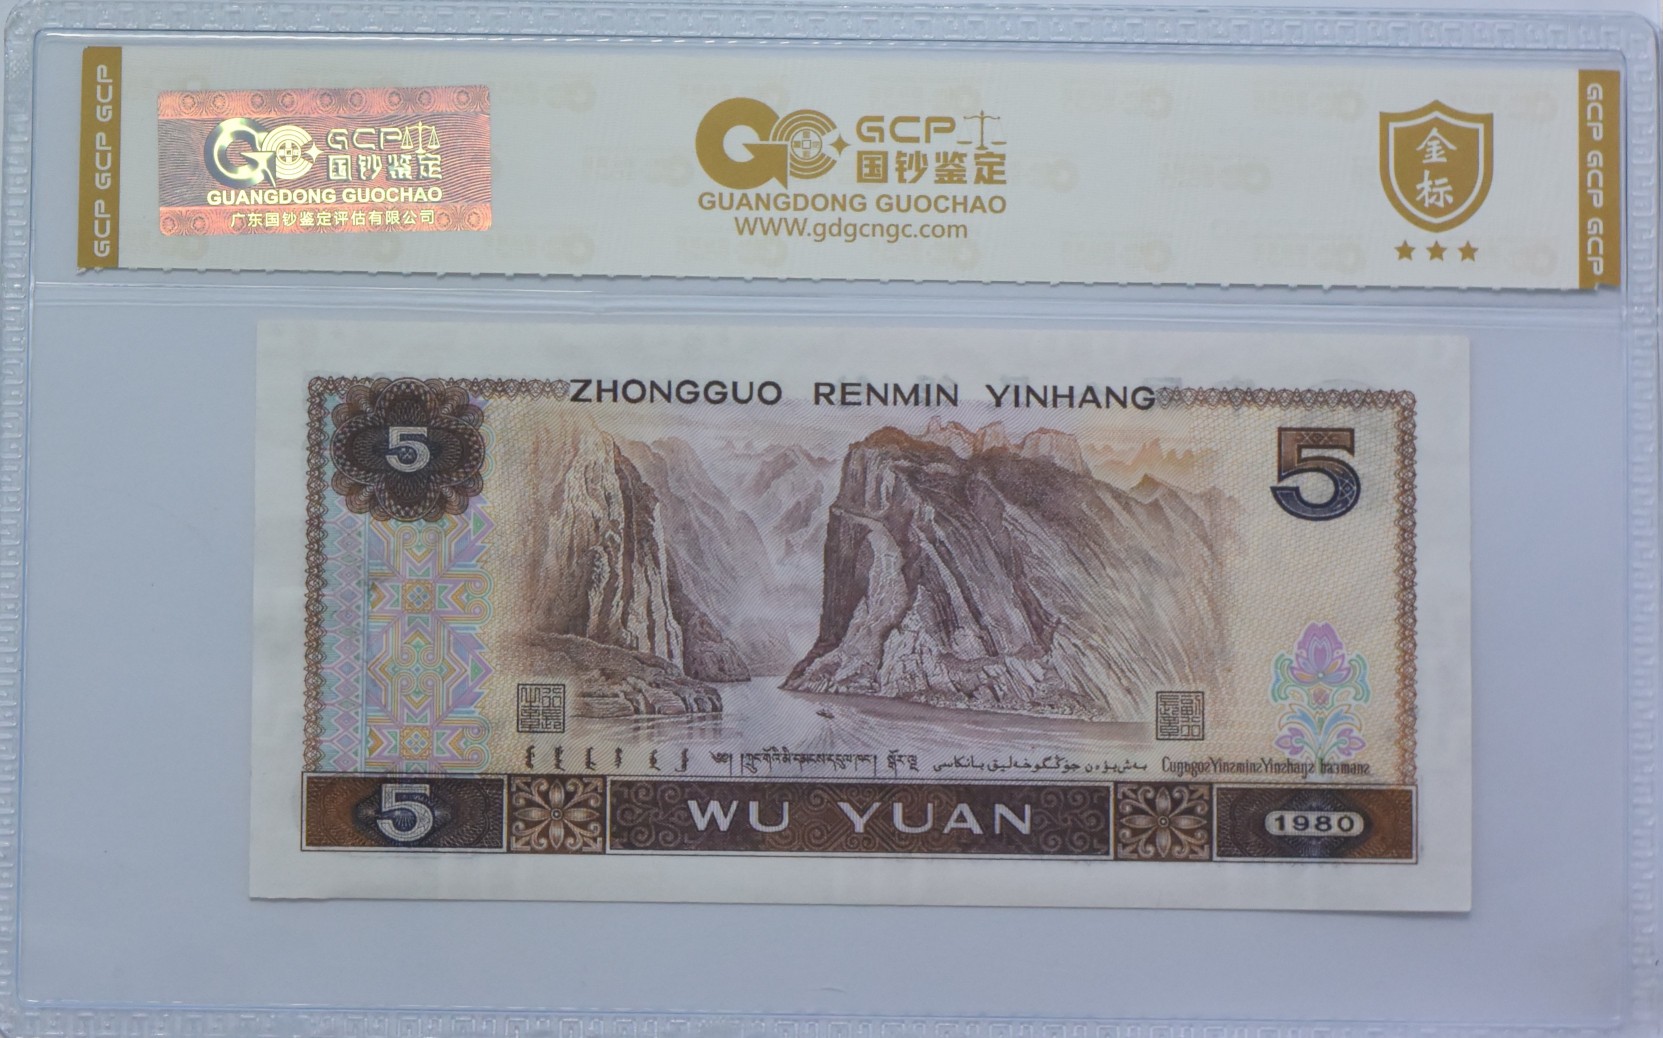 GCP GCP GCP
GCP
国钞鉴定
GUANGDONG GUOCHAO
广东国钞鉴定评估有限公司
GCP
国钞鉴定
GUANGDONG GUOCHAO
WWW.gdgcngc.com
金
标
GCP GCP GCP
ZHONGGUO RENMIN YINHANG
5
5
5
WU YUAN
1980